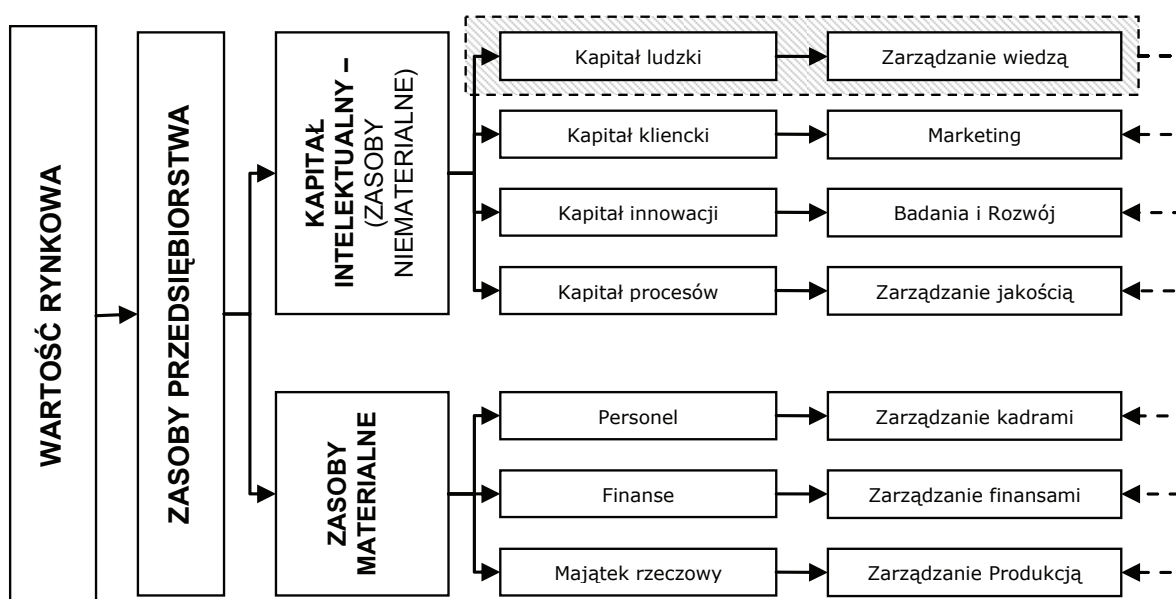 WARTOŚĆ RYNKOWA
ZASOBY PRZEDSIĘBIORSTWA
KAPITAŁ
INTELEKTUALNY –
(ZASOBY
NIEMATERIALNE)
Kapitał ludzki
Zarządzanie wiedzą
Kapitał kliencki
Marketing
Kapitał innowacji
Badania i Rozwój
Kapitał procesów
Zarządzanie jakością
ZASOBY
MATERIALNE
Personel
Zarządzanie kadrami
Finanse
Zarządzanie finansami
Majątek rzeczowy
Zarządzanie Produkcją